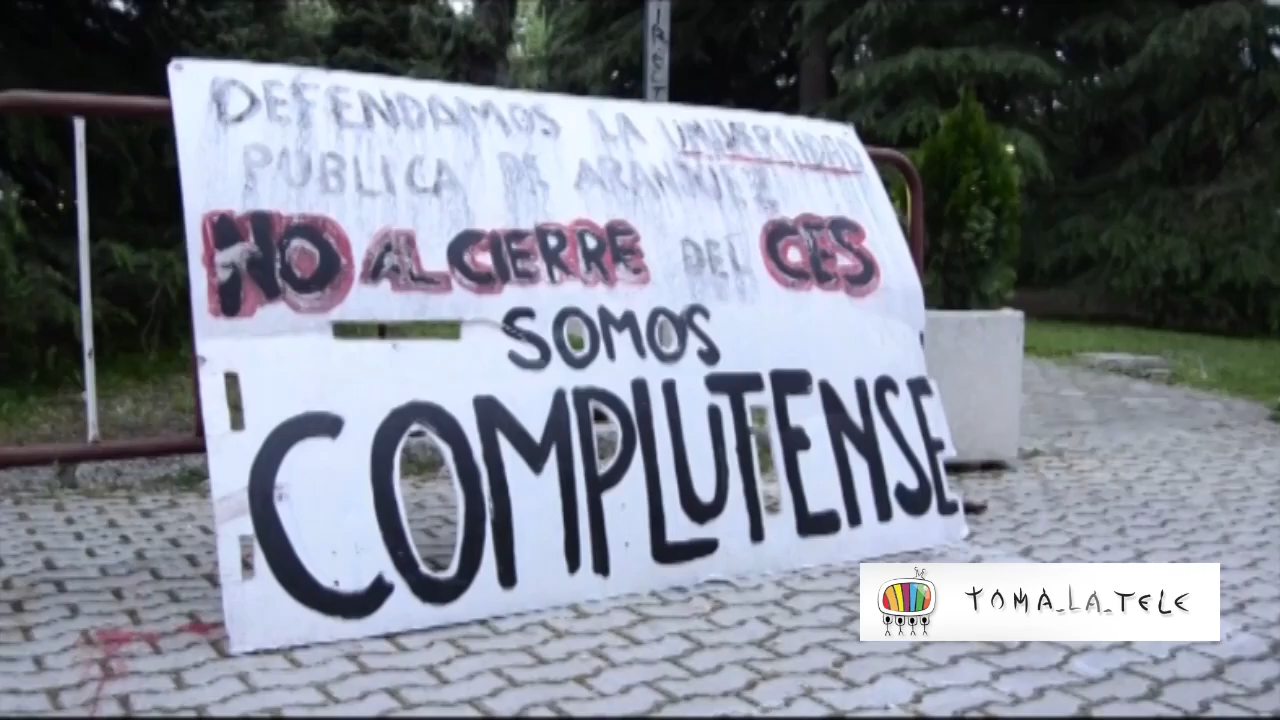 DEFENDAMOS LA UNIVERSIDAD
PUBLICA DE ARANJUEZ
NO AL CIERRE DEL CES
SOMOS
COMPLUTENSE
TOMA_LA_TELE